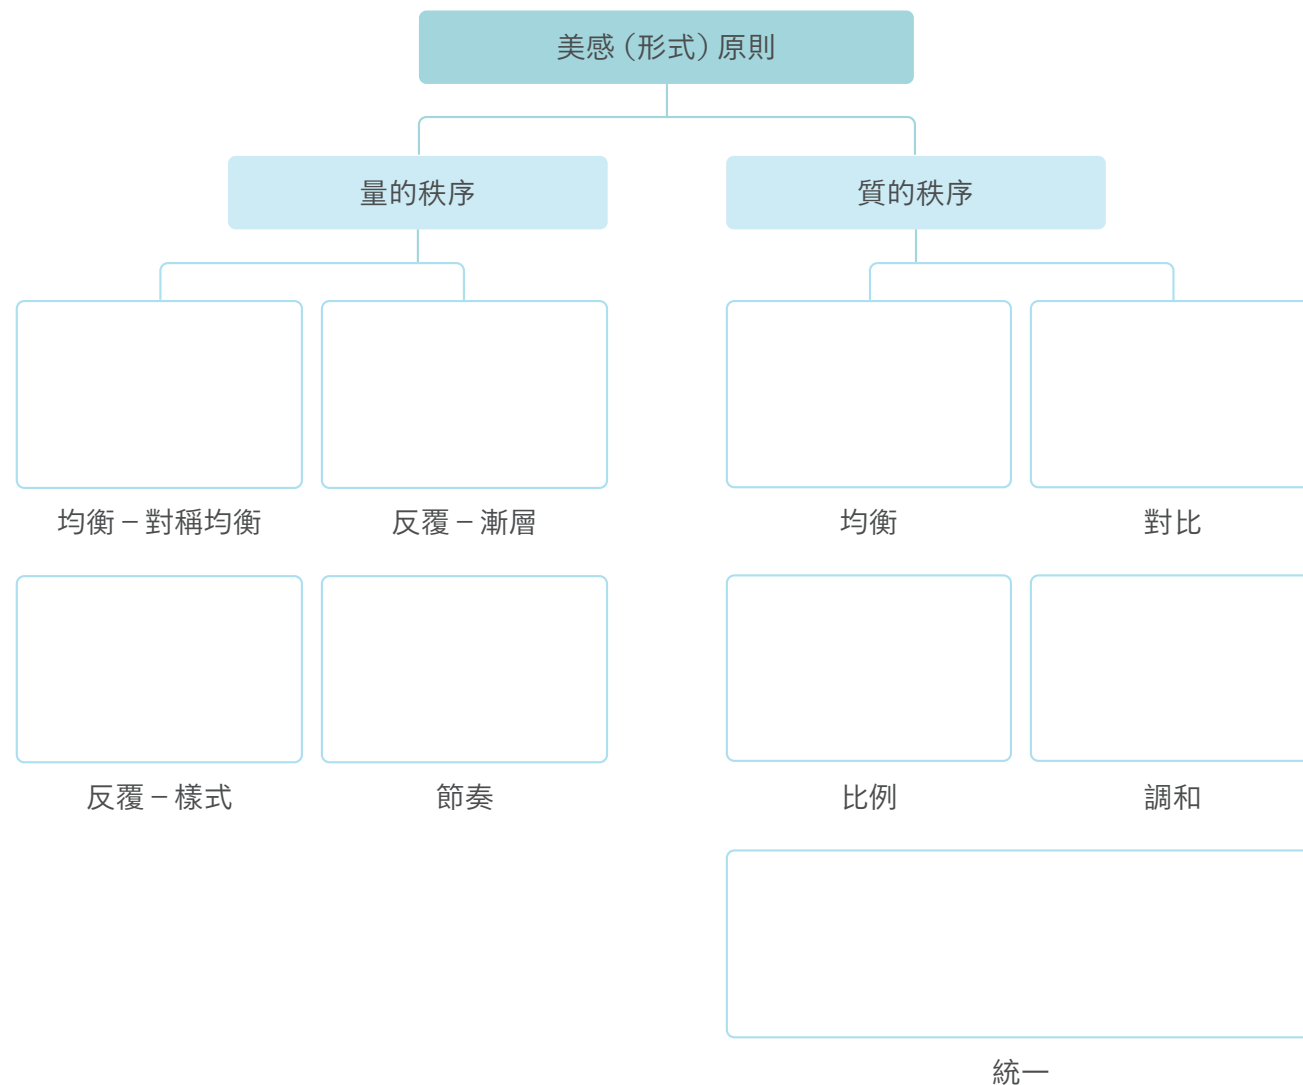 美感（形式）原則
量的秩序
質的秩序
均衡－對稱均衡
反覆－漸層
均衡
對比
反覆－樣式
節奏
比例
調和
統一